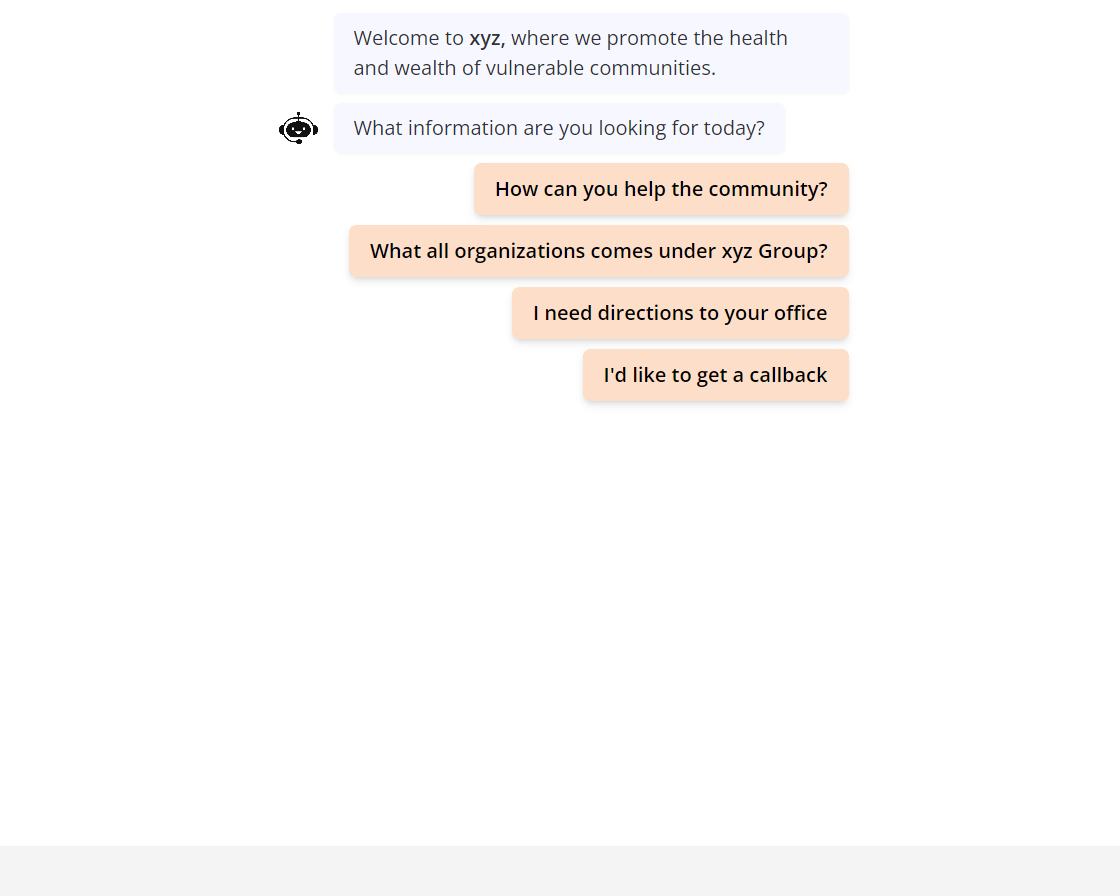 Welcome to xyz, where we promote the health
and wealth of vulnerable communities.
What information are you looking for today?
How can you help the community?
What all organizations comes under xyz Group?
I need directions to your office
I'd like to get a callback